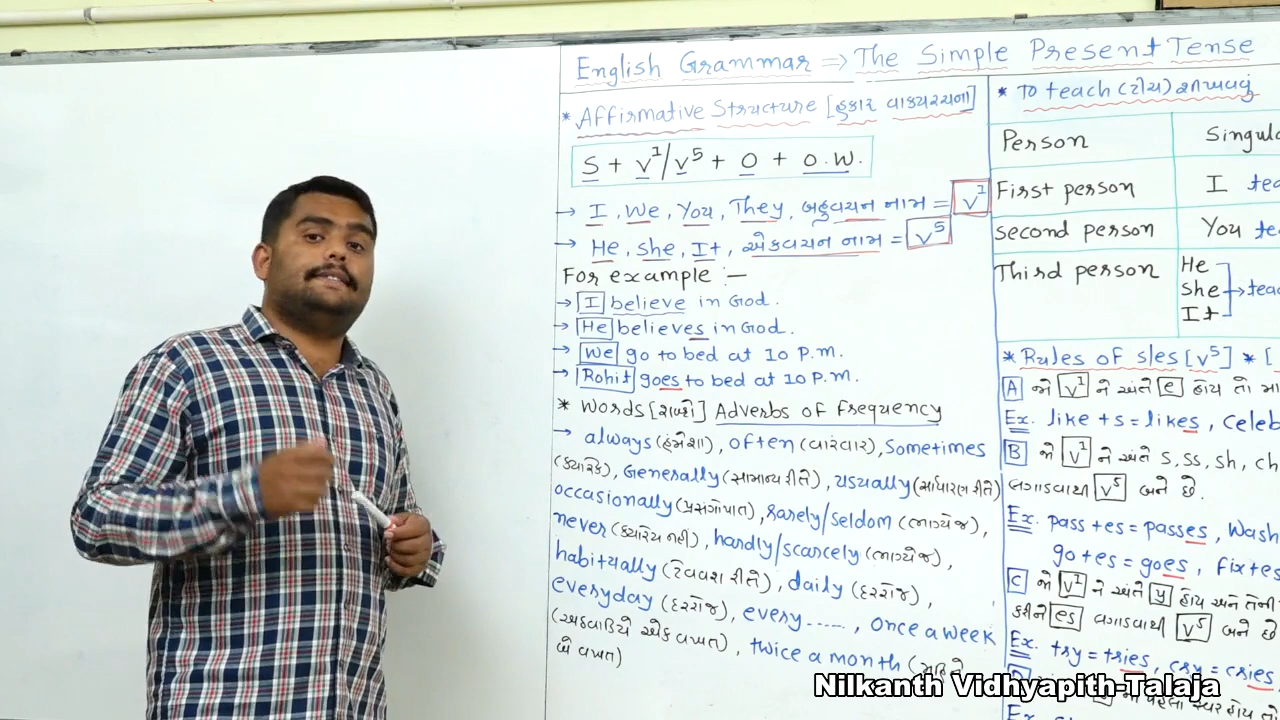 English Grammar ⇒ The Simple Present Tense
* Affirmative Structure [હકાર વાક્યરચના]
S + V¹/V⁵ + O + O.W.
→ I, We, You, They, બહુવચન નામ = V¹
→ He, she, It, એકવચન નામ = V⁵
For example :-
→ I believe in God.
→ He believes in God.
→ We go to bed at 10 P.M.
→ Rohit goes to bed at 10 P.M.
* Words [શબ્દો] Adverbs of Frequency
→ always (હંમેશા), often (વારંવાર), Sometimes
(ક્યારેક), Generally (સામાન્ય રીતે), usually (સાધારણ રીતે)
occasionally (પ્રસંગોપાત), rarely/seldom (ભાગ્યેજ),
never (ક્યારેય નહીં), hardly/scarcely (ભાગ્યેજ),
habitually (ટેવવશ રીતે), daily (દરરોજ),
everyday (દરરોજ), every ......, once a week
(અઠવાડિયે એક વખત), twice a month (મહિને
બે વખત)
* To teach (ટીચ) શીખવવું
Person Singula
First person I tea
second person You te
Third person He
She → teac
It
* Rules of s/es [V⁵] * [
A જો V¹ ને અંતે e હોય તો મા
Ex. like + s = likes, Celeb
B જો V¹ ને અંતે s, ss, sh, ch
લગાડવાથી V⁵ બને છે.
Ex. pass + es = passes, Wash
go + es = goes, fix + es
C જો V¹ ને અંતે y હોય અને તેની
કરીને es લગાડવાથી V⁵ બને છે
Ex. try = tries, cry = cries
Ex.
Nilkanth Vidhyapith-Talaja